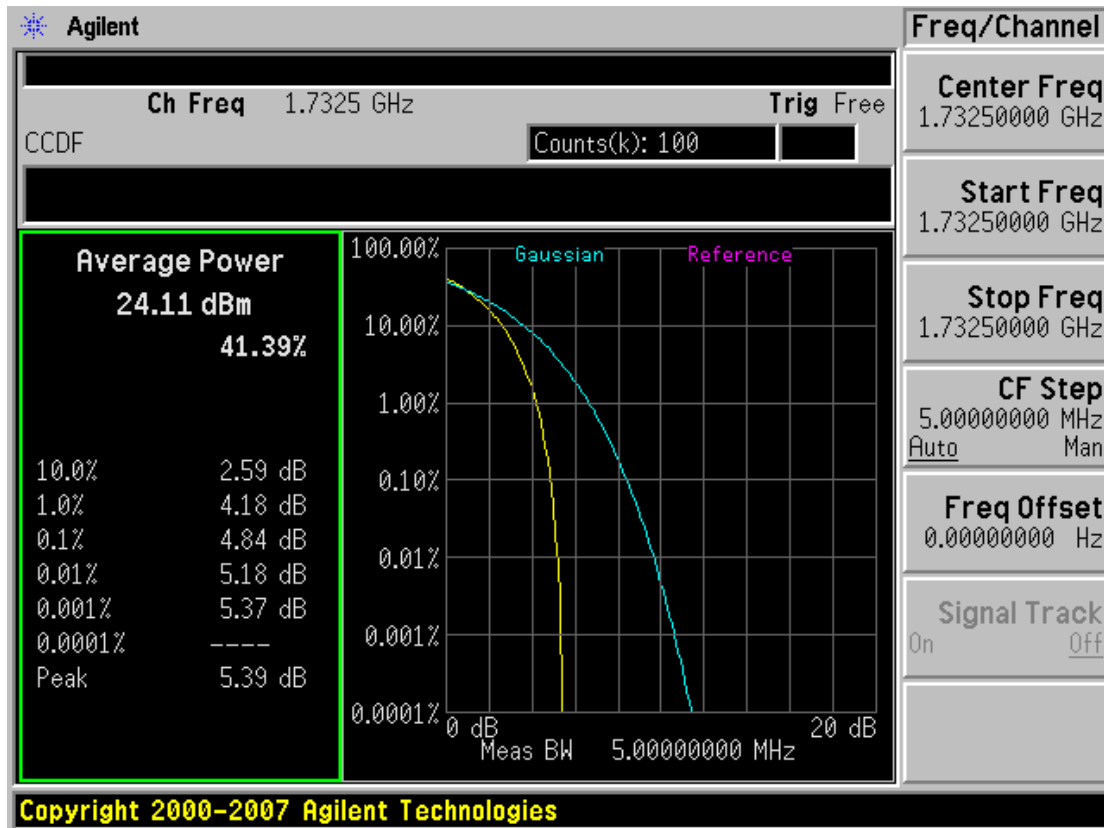 Agilent
Ch Freq 1.7325 GHz Trig Free
CCDF Counts(k): 100
Average Power
24.11 dBm
41.39%
10.0% 2.59 dB
1.0% 4.18 dB
0.1% 4.84 dB
0.01% 5.18 dB
0.001% 5.37 dB
0.0001% ----
Peak 5.39 dB
Gaussian Reference
100.00%
10.00%
1.00%
0.10%
0.01%
0.001%
0.0001%
0 dB 20 dB
Meas BW 5.00000000 MHz
Freq/Channel
Center Freq
1.73250000 GHz
Start Freq
1.73250000 GHz
Stop Freq
1.73250000 GHz
CF Step
5.00000000 MHz
Auto Man
Freq Offset
0.00000000 Hz
Signal Track
On Off
Copyright 2000-2007 Agilent Technologies